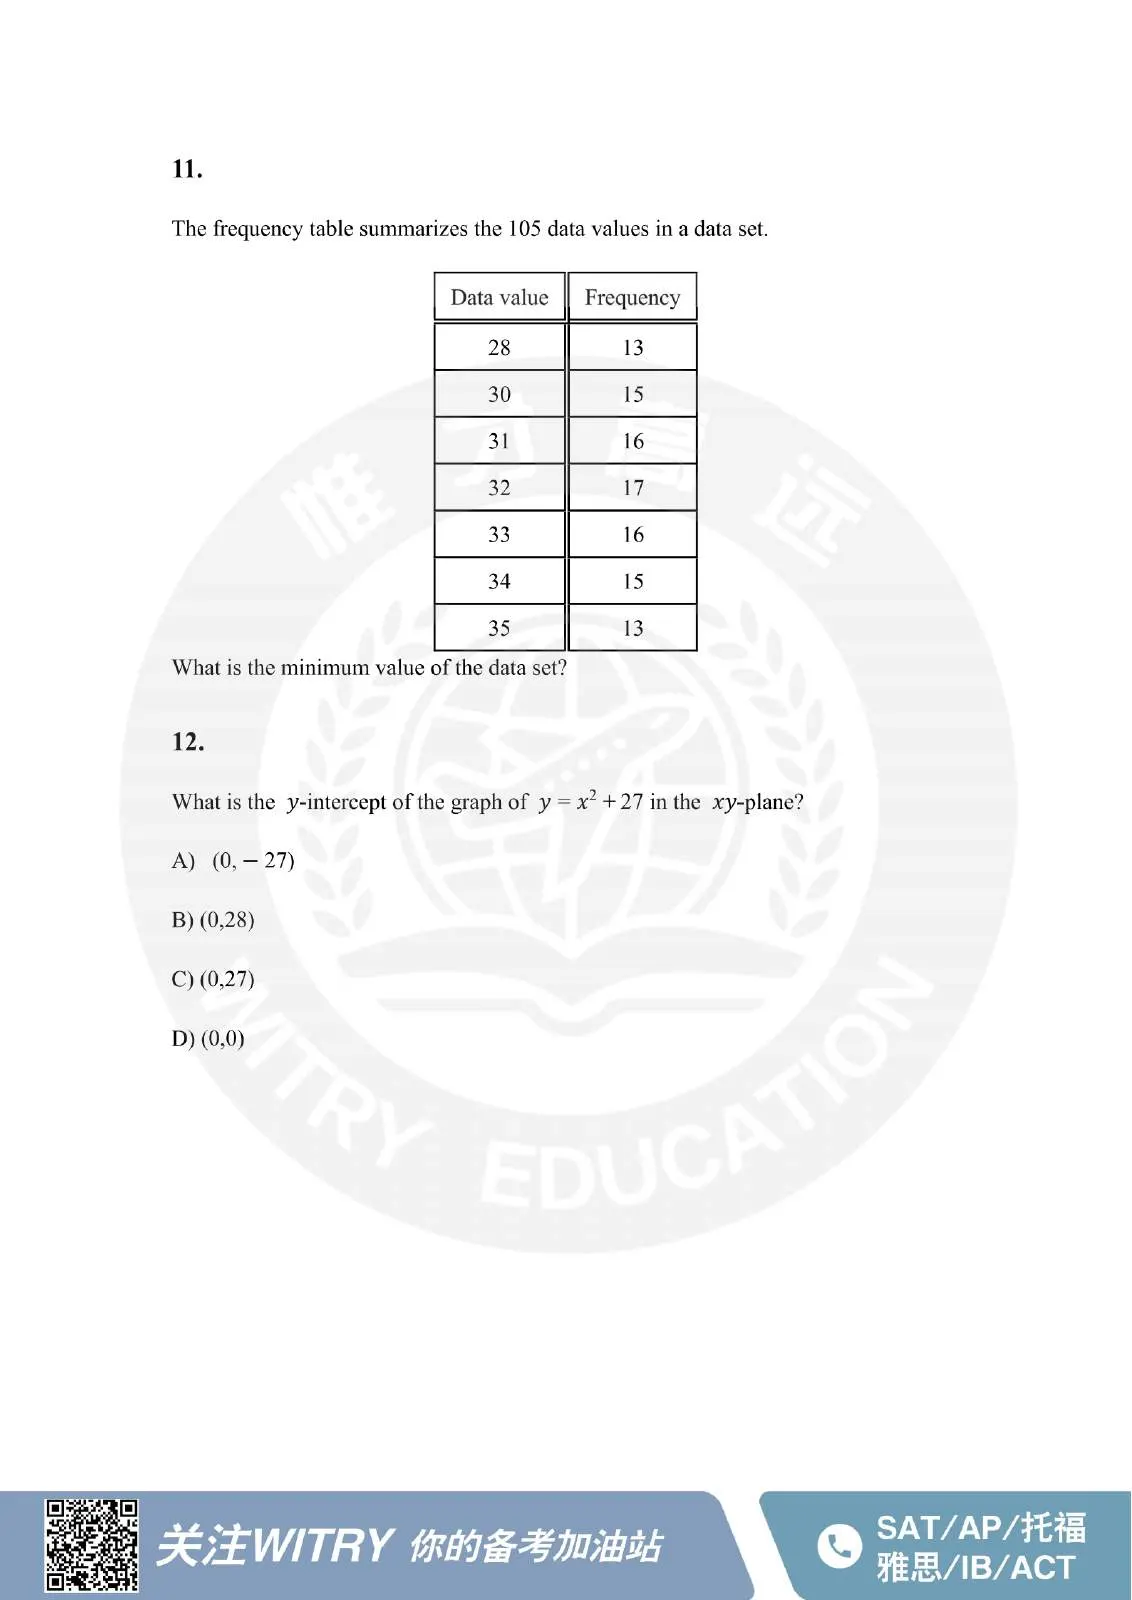 11.
The frequency table summarizes the 105 data values in a data set.
Data value Frequency
28 13
30 15
31 16
32 17
33 16
34 15
35 13
What is the minimum value of the data set?
12.
What is the y-intercept of the graph of y = x² + 27 in the xy-plane?
A) (0, − 27)
B) (0,28)
C) (0,27)
D) (0,0)
惟力言远
WITRY EDUCATION
关注WITRY 你的备考加油站
SAT/AP/托福
雅思/IB/ACT